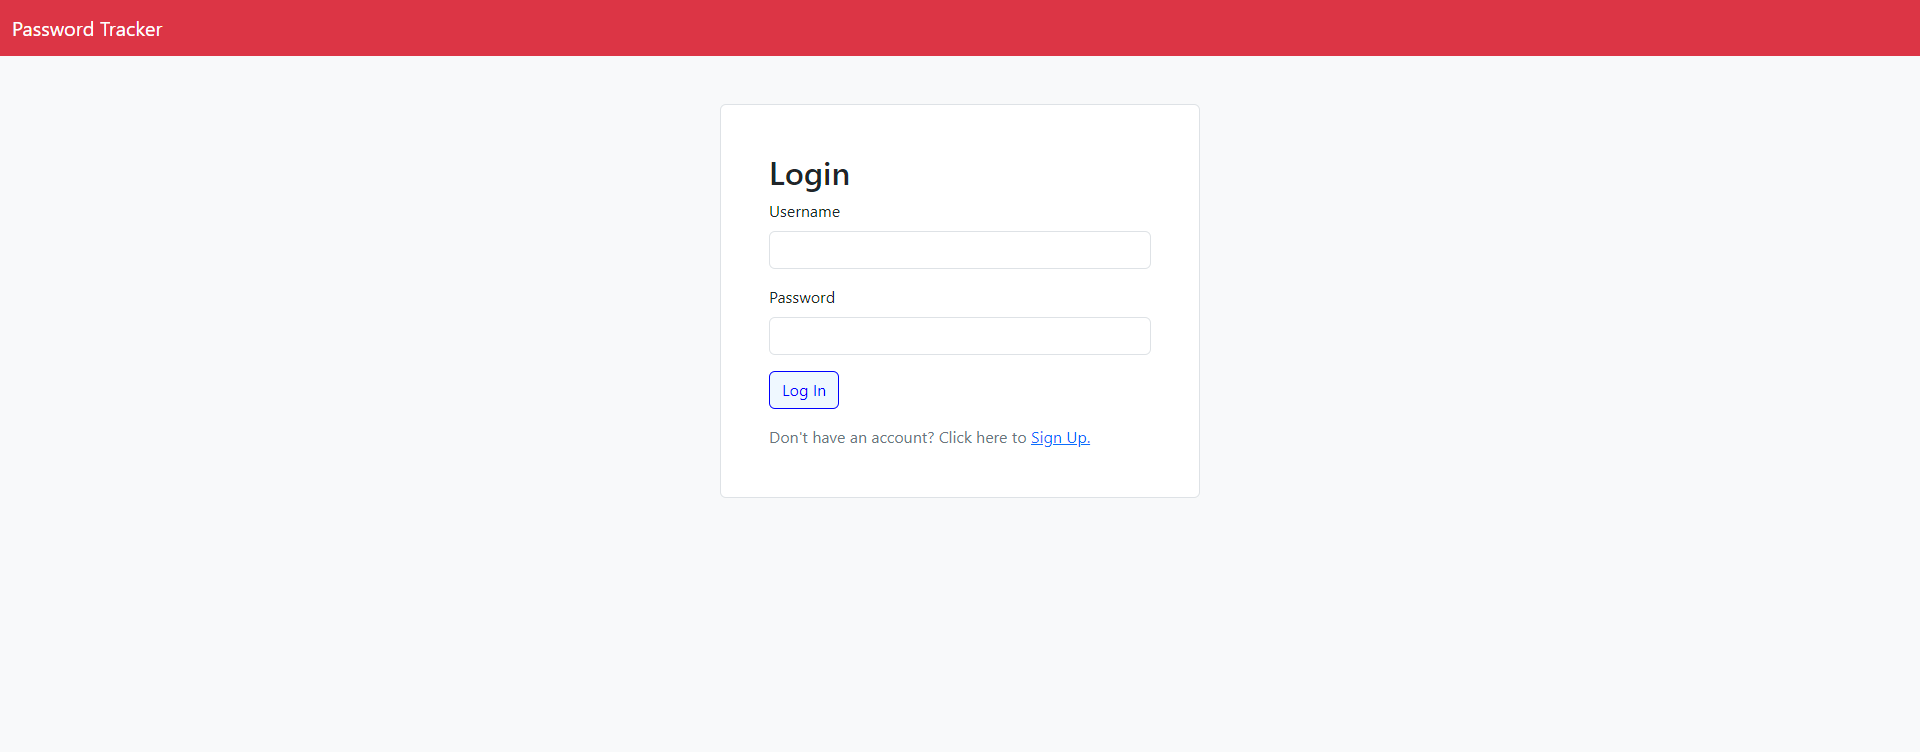 Password Tracker
Login
Username
Password
Log In
Don't have an account? Click here to Sign Up.